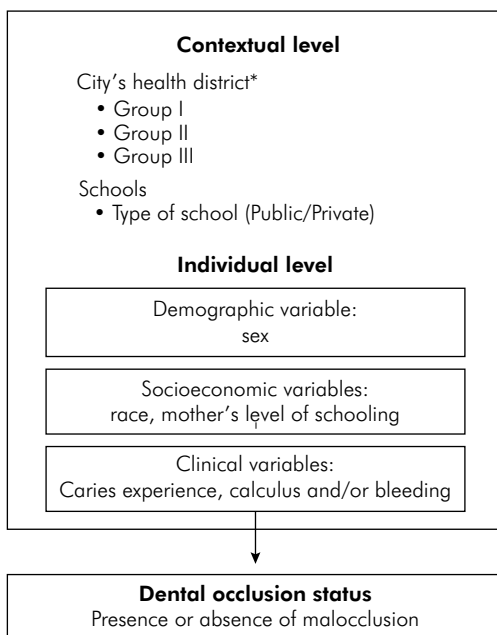 Contextual level
City's health district*
• Group I
• Group II
• Group III
Schools
• Type of school (Public/Private)
Individual level
Demographic variable:
sex
Socioeconomic variables:
race, mother's level of schooling
Clinical variables:
Caries experience, calculus and/or bleeding
Dental occlusion status
Presence or absence of malocclusion